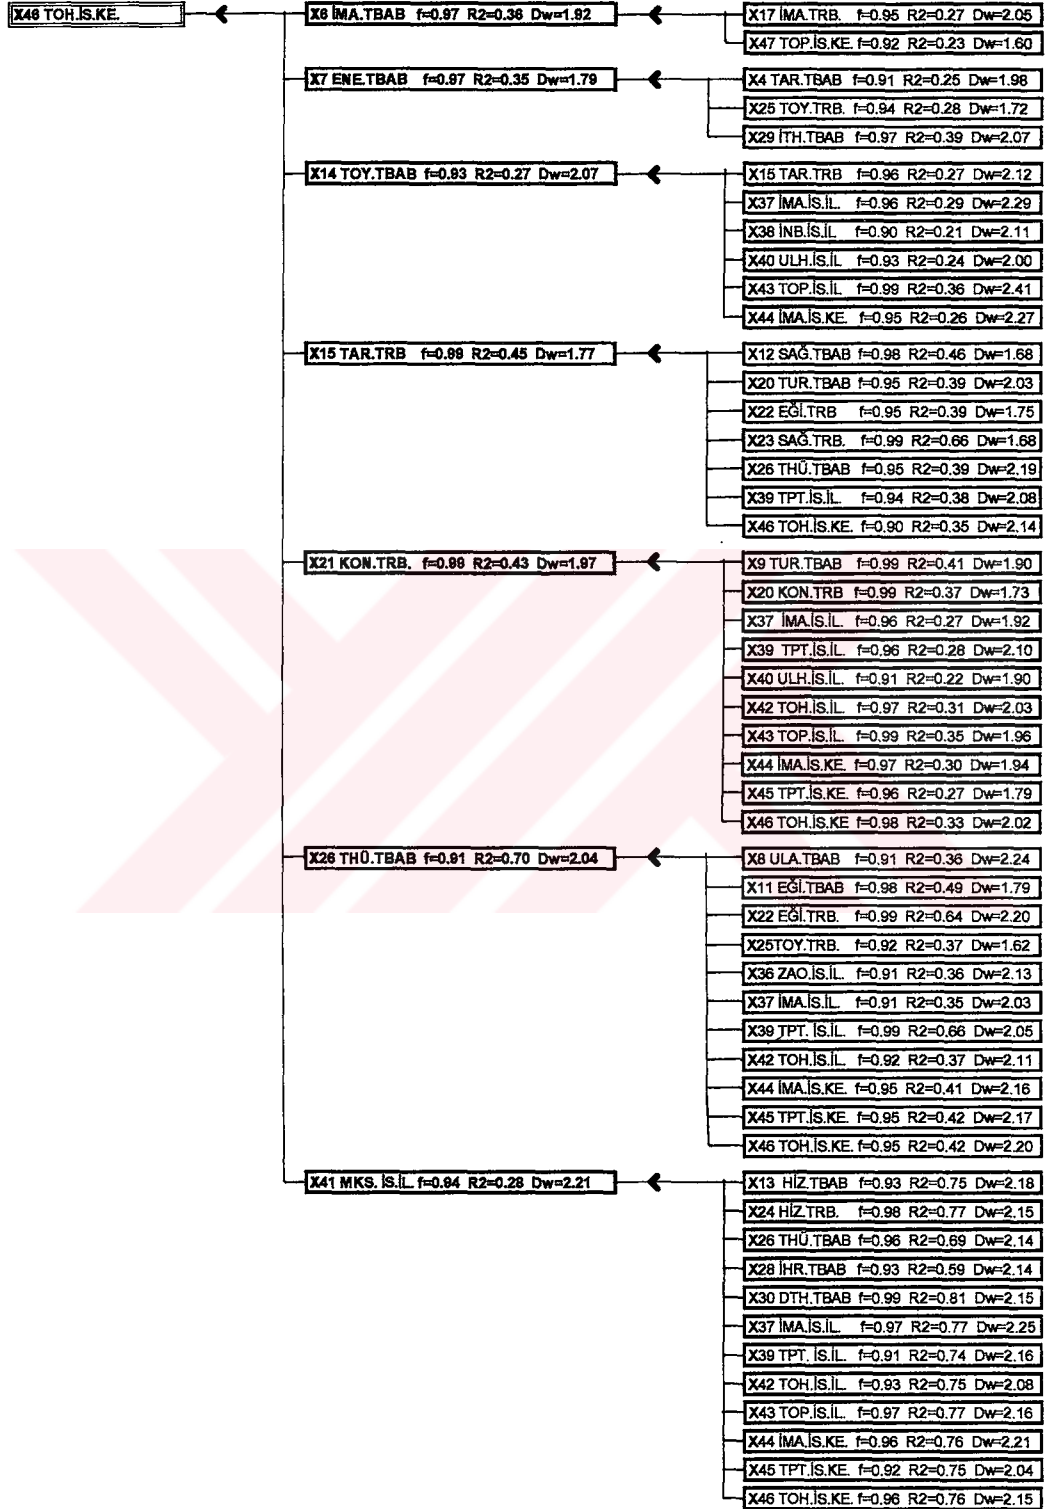 X46 TOH.İS.KE.
X6 İMA.TBAB f=0.97 R2=0.36 Dw=1.92
X17 İMA.TRB. f=0.95 R2=0.27 Dw=2.05
X47 TOP.İS.KE. f=0.92 R2=0.23 Dw=1.60
X7 ENE.TBAB f=0.97 R2=0.35 Dw=1.79
X4 TAR.TBAB f=0.91 R2=0.25 Dw=1.98
X25 TOY.TRB. f=0.94 R2=0.28 Dw=1.72
X29 İTH.TBAB f=0.97 R2=0.39 Dw=2.07
X14 TOY.TBAB f=0.93 R2=0.27 Dw=2.07
X15 TAR.TRB f=0.96 R2=0.27 Dw=2.12
X37 İMA.İS.İL. f=0.96 R2=0.29 Dw=2.29
X38 İNB.İS.İL f=0.90 R2=0.21 Dw=2.11
X40 ULH.İS.İL f=0.93 R2=0.24 Dw=2.00
X43 TOP.İS.İL f=0.99 R2=0.36 Dw=2.41
X44 İMA.İS.KE. f=0.95 R2=0.26 Dw=2.27
X15 TAR.TRB f=0.99 R2=0.45 Dw=1.77
X12 SAĞ.TBAB f=0.98 R2=0.46 Dw=1.68
X20 TUR.TBAB f=0.95 R2=0.39 Dw=2.03
X22 EĞİ.TRB f=0.95 R2=0.39 Dw=1.75
X23 SAĞ.TRB. f=0.99 R2=0.66 Dw=1.68
X26 THÜ.TBAB f=0.95 R2=0.39 Dw=2.19
X39 TPT.İS.İL. f=0.94 R2=0.38 Dw=2.08
X46 TOH.İS.KE. f=0.90 R2=0.35 Dw=2.14
X21 KON.TRB. f=0.99 R2=0.43 Dw=1.97
X9 TUR.TBAB f=0.99 R2=0.41 Dw=1.90
X20 KON.TRB f=0.99 R2=0.37 Dw=1.73
X37 İMA.İS.İL. f=0.96 R2=0.27 Dw=1.92
X39 TPT.İS.İL. f=0.96 R2=0.28 Dw=2.10
X40 ULH.İS.İL. f=0.91 R2=0.22 Dw=1.90
X42 TOH.İS.İL. f=0.97 R2=0.31 Dw=2.03
X43 TOP.İS.İL. f=0.99 R2=0.35 Dw=1.96
X44 İMA.İS.KE. f=0.97 R2=0.30 Dw=1.94
X45 TPT.İS.KE. f=0.96 R2=0.27 Dw=1.79
X46 TOH.İS.KE f=0.98 R2=0.33 Dw=2.02
X26 THÜ.TBAB f=0.91 R2=0.70 Dw=2.04
X8 ULA.TBAB f=0.91 R2=0.36 Dw=2.24
X11 EĞİ.TBAB f=0.98 R2=0.49 Dw=1.79
X22 EĞİ.TRB. f=0.99 R2=0.64 Dw=2.20
X25TOY.TRB. f=0.92 R2=0.37 Dw=1.62
X36 ZAO.İS.İL. f=0.91 R2=0.36 Dw=2.13
X37 İMA.İS.İL. f=0.91 R2=0.35 Dw=2.03
X39 TPT. İS.İL. f=0.99 R2=0.66 Dw=2.05
X42 TOH.İS.İL. f=0.92 R2=0.37 Dw=2.11
X44 İMA.İS.KE. f=0.95 R2=0.41 Dw=2.16
X45 TPT.İS.KE. f=0.95 R2=0.42 Dw=2.17
X46 TOH.İS.KE. f=0.95 R2=0.42 Dw=2.20
X41 MKS. İS.İL. f=0.94 R2=0.28 Dw=2.21
X13 HİZ.TBAB f=0.93 R2=0.75 Dw=2.18
X24 HİZ.TRB. f=0.98 R2=0.77 Dw=2.15
X26 THÜ.TBAB f=0.96 R2=0.69 Dw=2.14
X28 İHR.TBAB f=0.93 R2=0.59 Dw=2.14
X30 DTH.TBAB f=0.99 R2=0.81 Dw=2.15
X37 İMA.İS.İL. f=0.97 R2=0.77 Dw=2.25
X39 TPT. İS.İL. f=0.91 R2=0.74 Dw=2.16
X42 TOH.İS.İL. f=0.93 R2=0.75 Dw=2.08
X43 TOP.İS.İL. f=0.97 R2=0.77 Dw=2.16
X44 İMA.İS.KE. f=0.96 R2=0.76 Dw=2.21
X45 TPT.İS.KE. f=0.92 R2=0.75 Dw=2.04
X46 TOH.İS.KE. f=0.96 R2=0.76 Dw=2.15